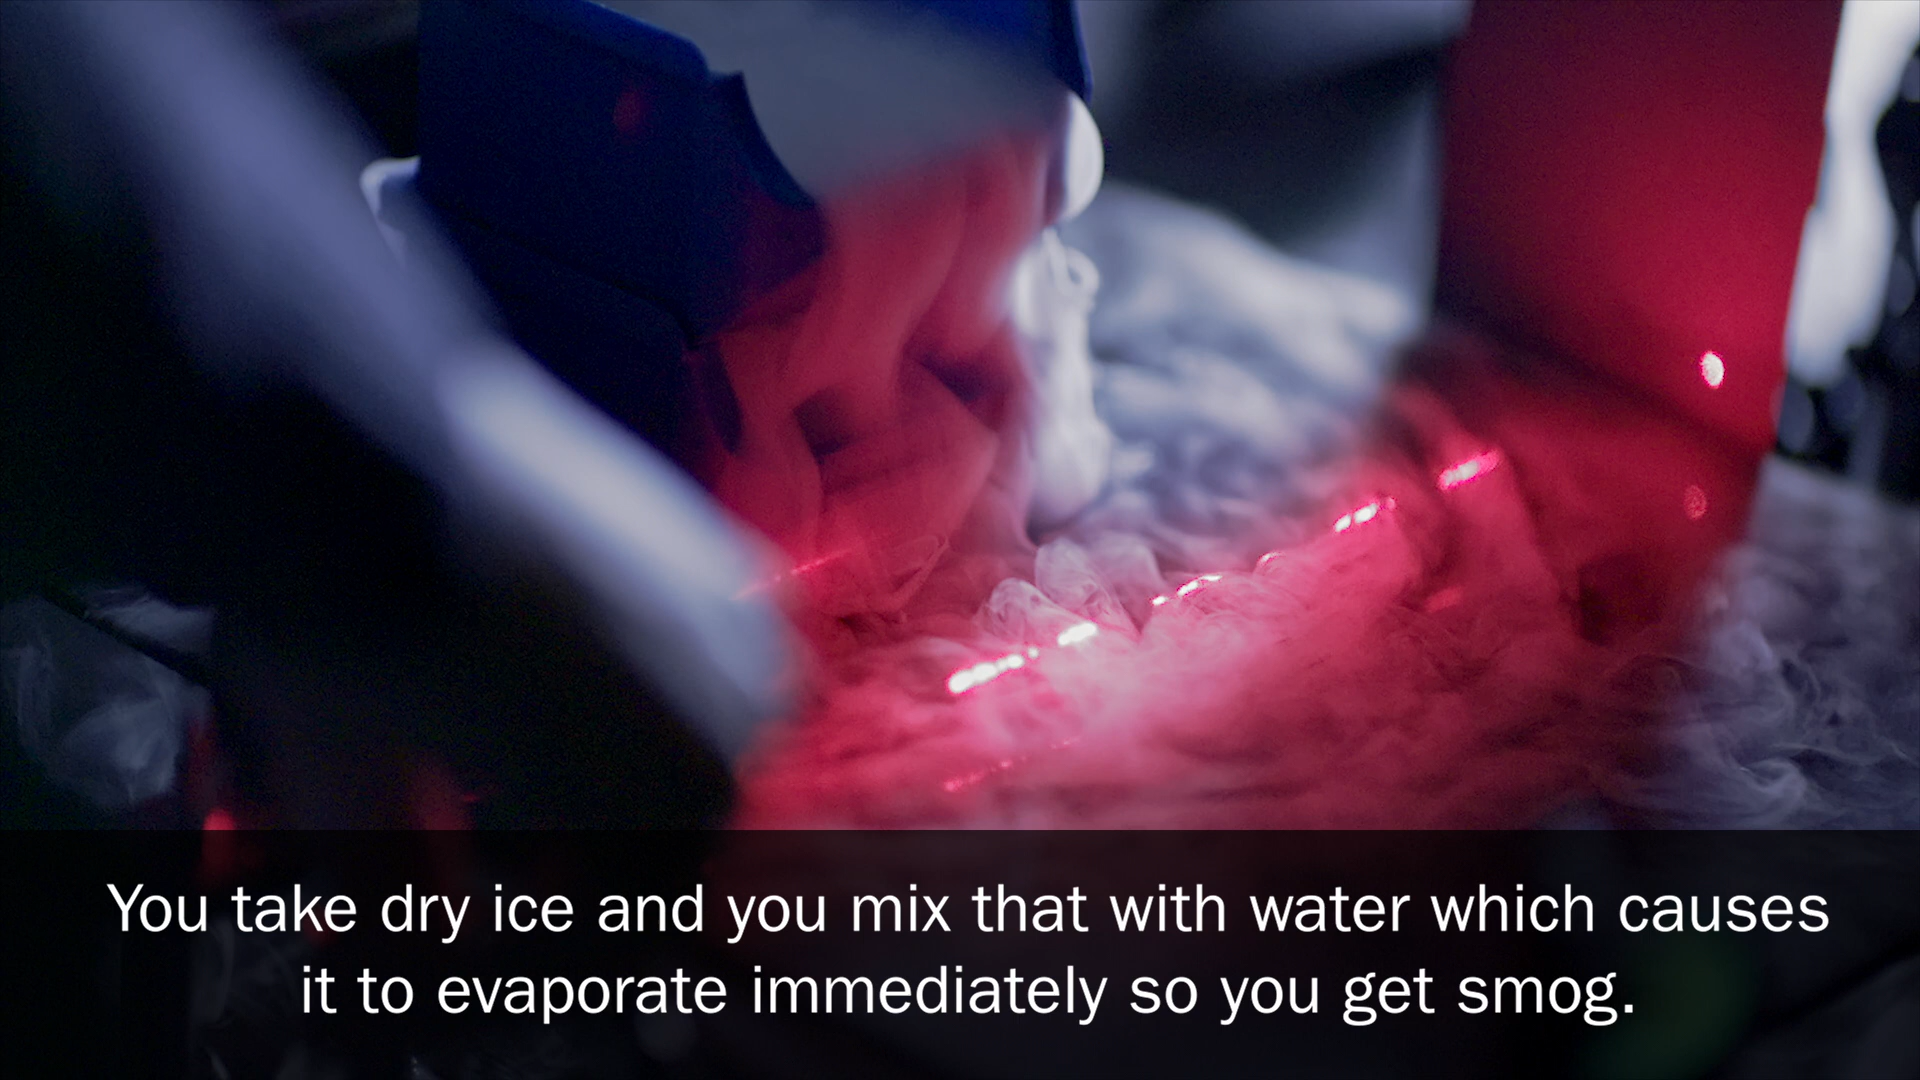 You take dry ice and you mix that with water which causes
it to evaporate immediately so you get smog.